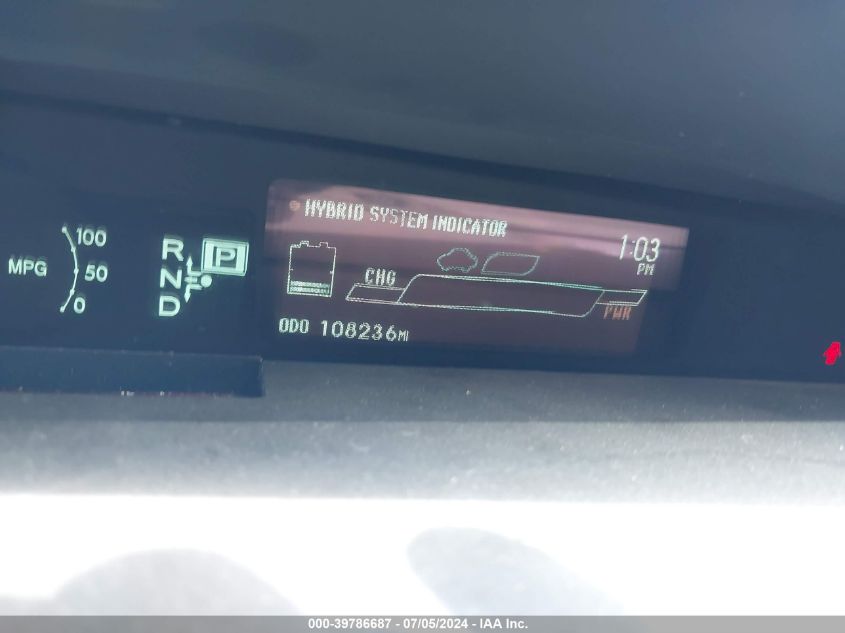 HYBRID SYSTEM INDICATOR
1:03
PM
100
MPG
50
0
R
N
D
P
CHG
PWR
ODO 108236MI
000-39786687 - 07/05/2024 - IAA Inc.